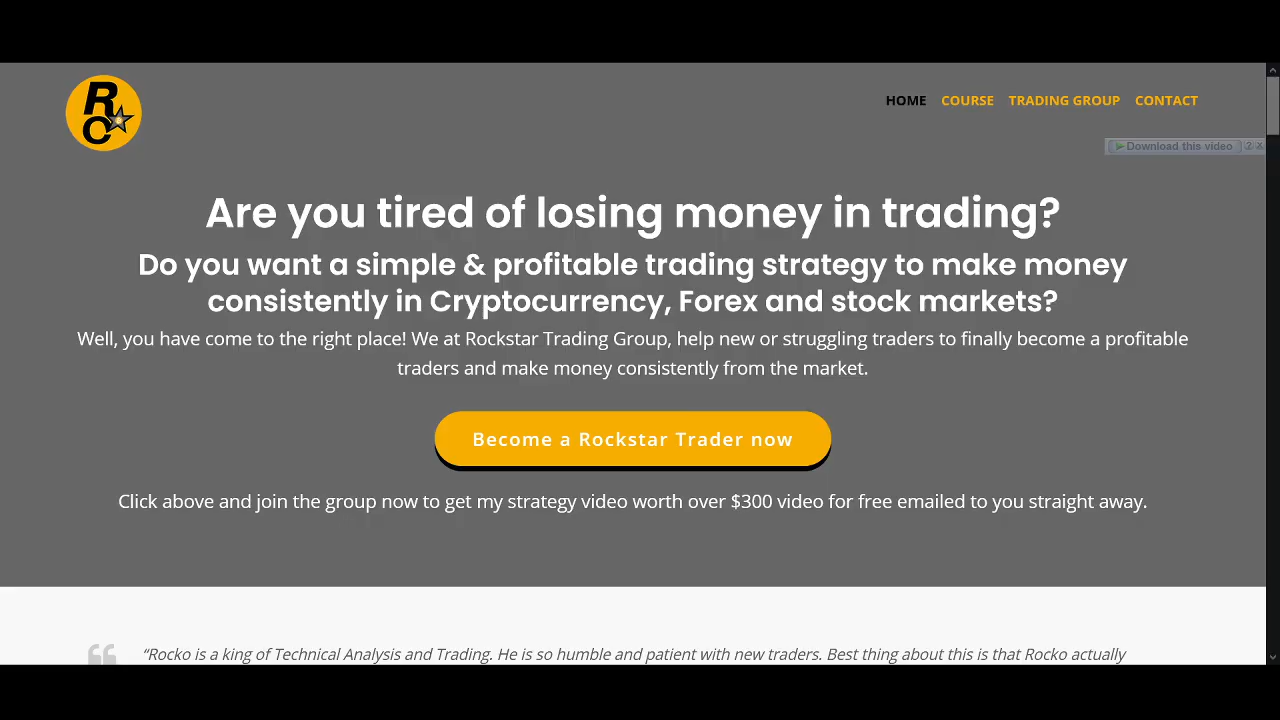 R
C
HOME COURSE TRADING GROUP CONTACT
Download this video ? x
Are you tired of losing money in trading?
Do you want a simple & profitable trading strategy to make money
consistently in Cryptocurrency, Forex and stock markets?
Well, you have come to the right place! We at Rockstar Trading Group, help new or struggling traders to finally become a profitable
traders and make money consistently from the market.
Become a Rockstar Trader now
Click above and join the group now to get my strategy video worth over $300 video for free emailed to you straight away.
“Rocko is a king of Technical Analysis and Trading. He is so humble and patient with new traders. Best thing about this is that Rocko actually